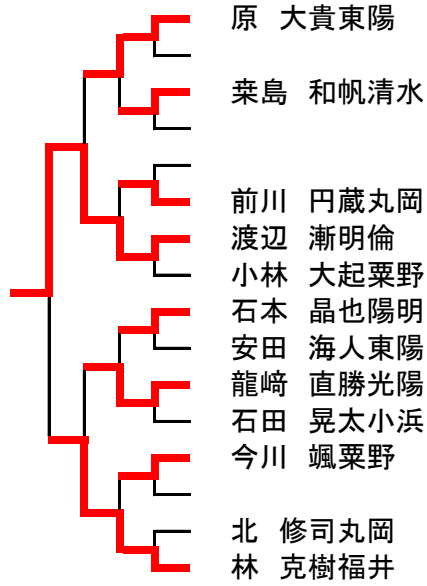 原 大貴東陽
桒島 和帆清水
前川 円蔵丸岡
渡辺 漸明倫
小林 大起粟野
石本 晶也陽明
安田 海人東陽
龍﨑 直勝光陽
石田 晃太小浜
今川 颯粟野
北 修司丸岡
林 克樹福井